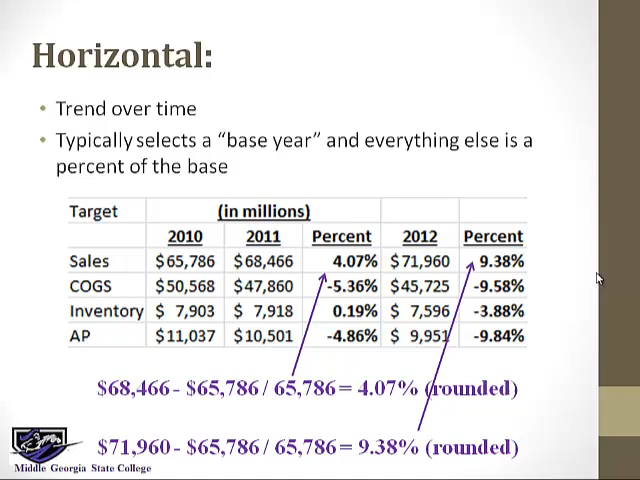 Horizontal:
• Trend over time
• Typically selects a “base year” and everything else is a
percent of the base
Target (in millions)
2010 2011 Percent 2012 Percent
Sales $65,786 $68,466 4.07% $71,960 9.38%
COGS $50,568 $47,860 -5.36% $45,725 -9.58%
Inventory $ 7,903 $ 7,918 0.19% $ 7,596 -3.88%
AP $11,037 $10,501 -4.86% $ 9,951 -9.84%
$68,466 - $65,786 / 65,786 = 4.07% (rounded)
$71,960 - $65,786 / 65,786 = 9.38% (rounded)
Middle Georgia State College